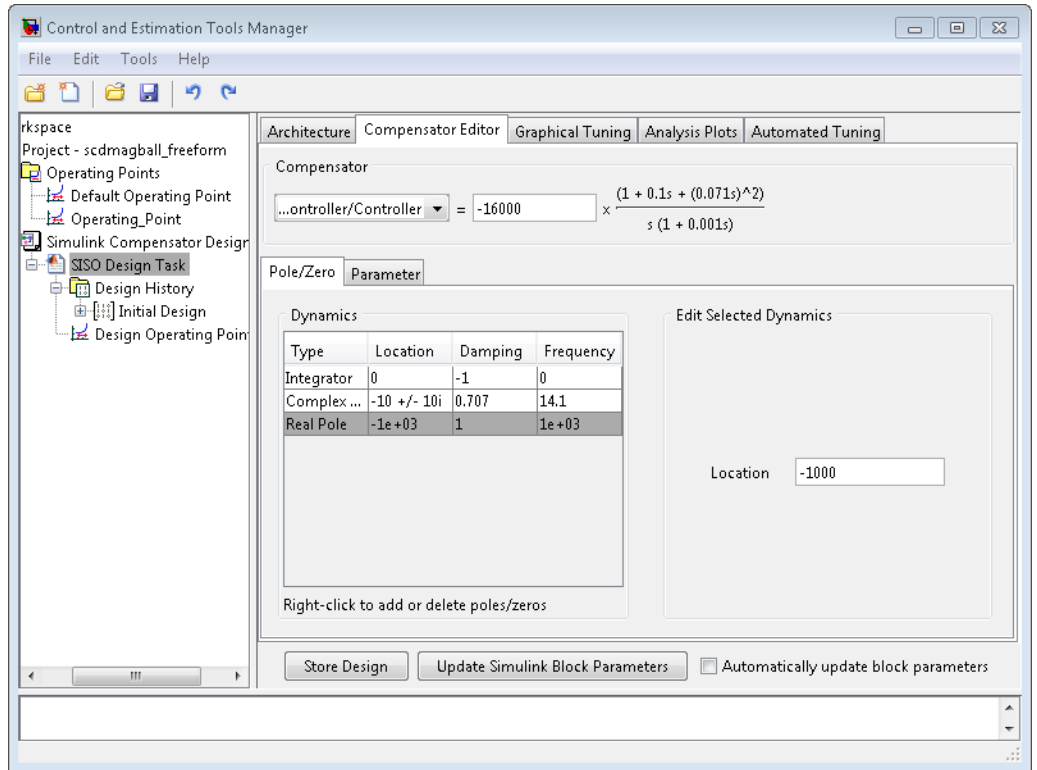 Control and Estimation Tools Manager
File Edit Tools Help
rkspace
Project - scdmagball_freeform
Operating Points
Default Operating Point
Operating_Point
Simulink Compensator Desigr
SISO Design Task
Design History
Initial Design
Design Operating Poin
Architecture Compensator Editor Graphical Tuning Analysis Plots Automated Tuning
Compensator
...ontroller/Controller = -16000 x (1 + 0.1s + (0.071s)^2)
s (1 + 0.001s)
Pole/Zero Parameter
Dynamics
Type Location Damping Frequency
Integrator 0 -1 0
Complex ... -10 +/- 10i 0.707 14.1
Real Pole -1e+03 1 1e+03
Right-click to add or delete poles/zeros
Edit Selected Dynamics
Location -1000
Store Design Update Simulink Block Parameters Automatically update block parameters